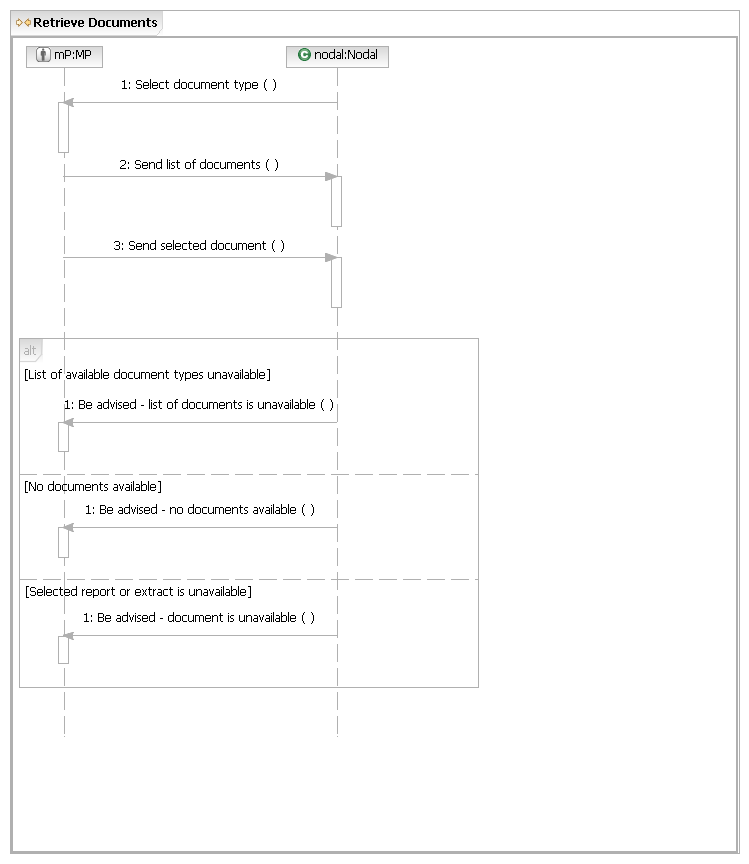 Retrieve Documents
mP:MP
nodal:Nodal
1: Select document type ( )
2: Send list of documents ( )
3: Send selected document ( )
alt
[List of available document types unavailable]
1: Be advised - list of documents is unavailable ( )
[No documents available]
1: Be advised - no documents available ( )
[Selected report or extract is unavailable]
1: Be advised - document is unavailable ( )